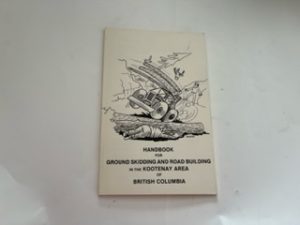 HANDBOOK
FOR
GROUND SKIDDING AND ROAD BUILDING
IN THE KOOTENAY AREA
OF
BRITISH COLUMBIA